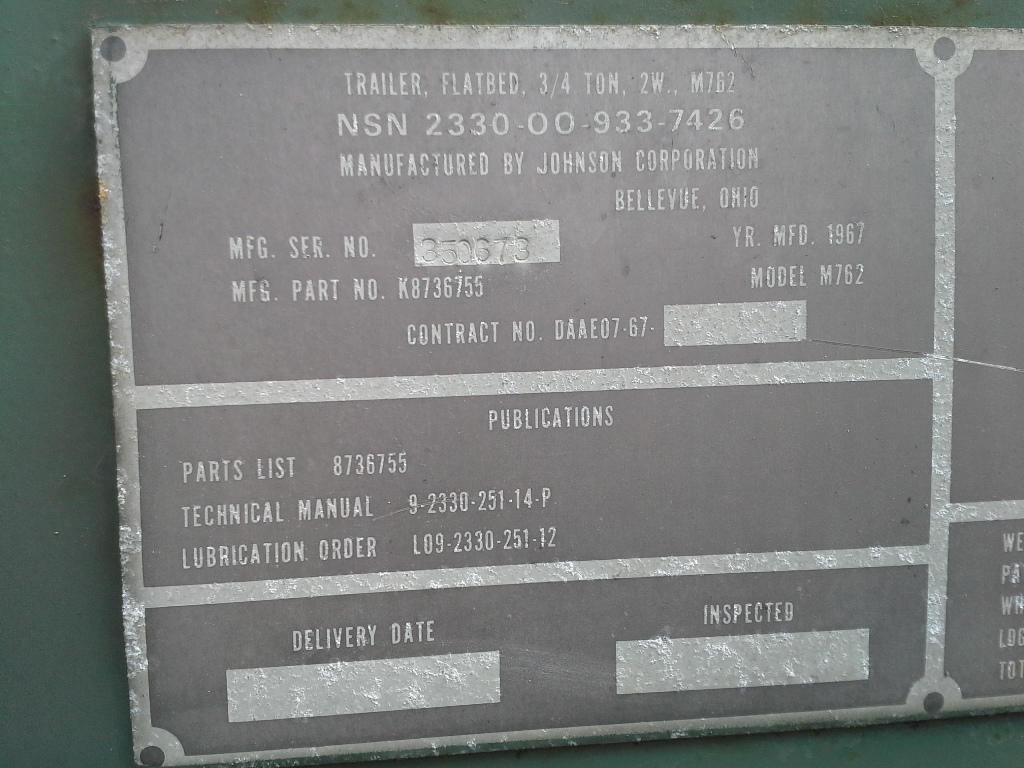 TRAILER, FLATBED, 3/4 TON, 2W., M762
NSN 2330-00-933-7426
MANUFACTURED BY JOHNSON CORPORATION
BELLEVUE, OHIO
MFG. SER. NO. 350673 YR. MFD. 1967
MFG. PART NO. K8736755 MODEL M762
CONTRACT NO. DAAE07-67-
PUBLICATIONS
PARTS LIST 8736755
TECHNICAL MANUAL 9-2330-251-14-P
LUBRICATION ORDER LO9-2330-251-12
DELIVERY DATE INSPECTED